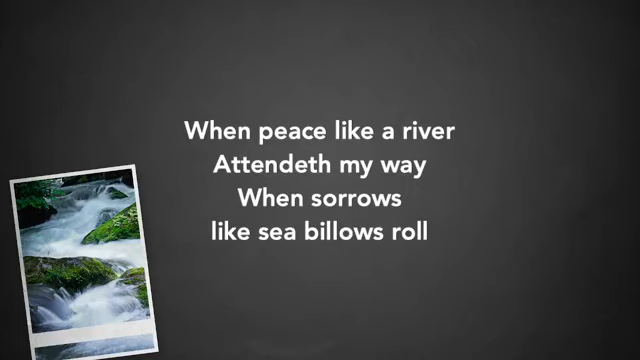 When peace like a river
Attendeth my way
When sorrows
like sea billows roll